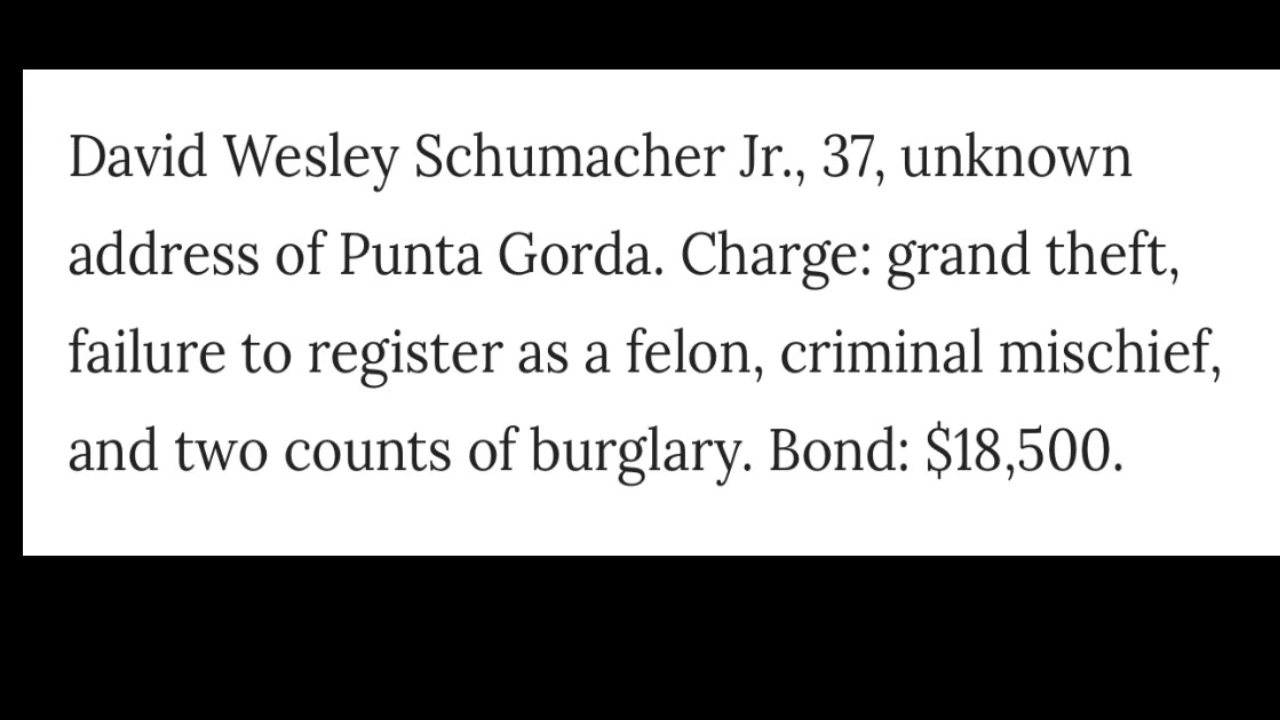 David Wesley Schumacher Jr., 37, unknown
address of Punta Gorda. Charge: grand theft,
failure to register as a felon, criminal mischief,
and two counts of burglary. Bond: $18,500.